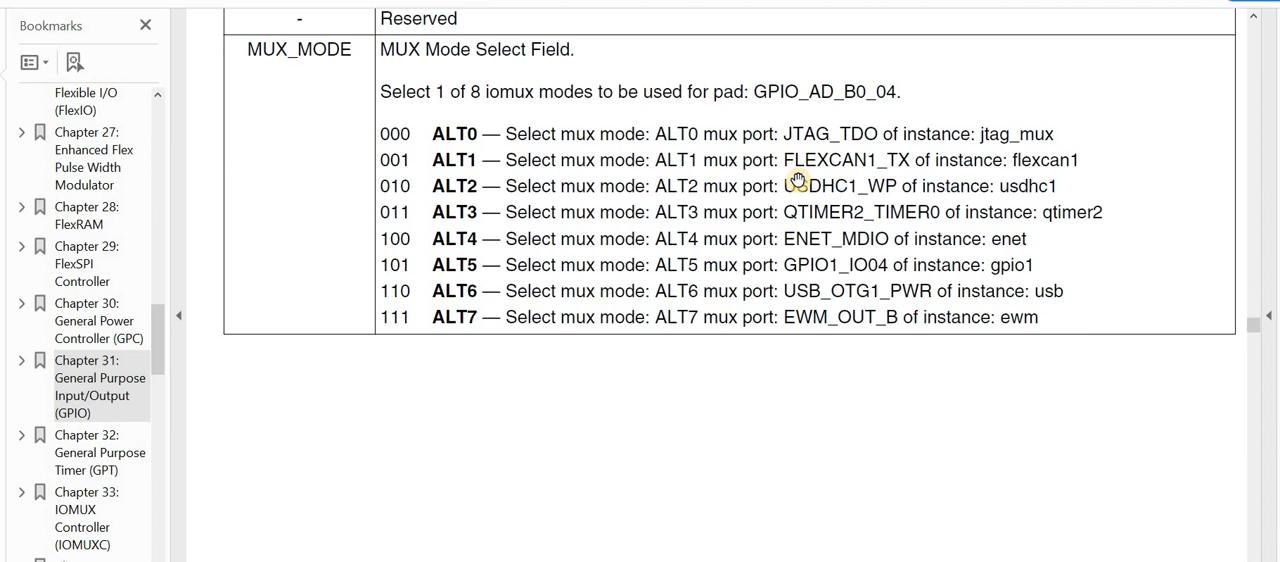 Bookmarks
Flexible I/O
(FlexIO)
Chapter 27:
Enhanced Flex
Pulse Width
Modulator
Chapter 28:
FlexRAM
Chapter 29:
FlexSPI
Controller
Chapter 30:
General Power
Controller (GPC)
Chapter 31:
General Purpose
Input/Output
(GPIO)
Chapter 32:
General Purpose
Timer (GPT)
Chapter 33:
IOMUX
Controller
(IOMUXC)
- Reserved
MUX_MODE MUX Mode Select Field.
Select 1 of 8 iomux modes to be used for pad: GPIO_AD_B0_04.
000 ALT0 — Select mux mode: ALT0 mux port: JTAG_TDO of instance: jtag_mux
001 ALT1 — Select mux mode: ALT1 mux port: FLEXCAN1_TX of instance: flexcan1
010 ALT2 — Select mux mode: ALT2 mux port: USDHC1_WP of instance: usdhc1
011 ALT3 — Select mux mode: ALT3 mux port: QTIMER2_TIMER0 of instance: qtimer2
100 ALT4 — Select mux mode: ALT4 mux port: ENET_MDIO of instance: enet
101 ALT5 — Select mux mode: ALT5 mux port: GPIO1_IO04 of instance: gpio1
110 ALT6 — Select mux mode: ALT6 mux port: USB_OTG1_PWR of instance: usb
111 ALT7 — Select mux mode: ALT7 mux port: EWM_OUT_B of instance: ewm